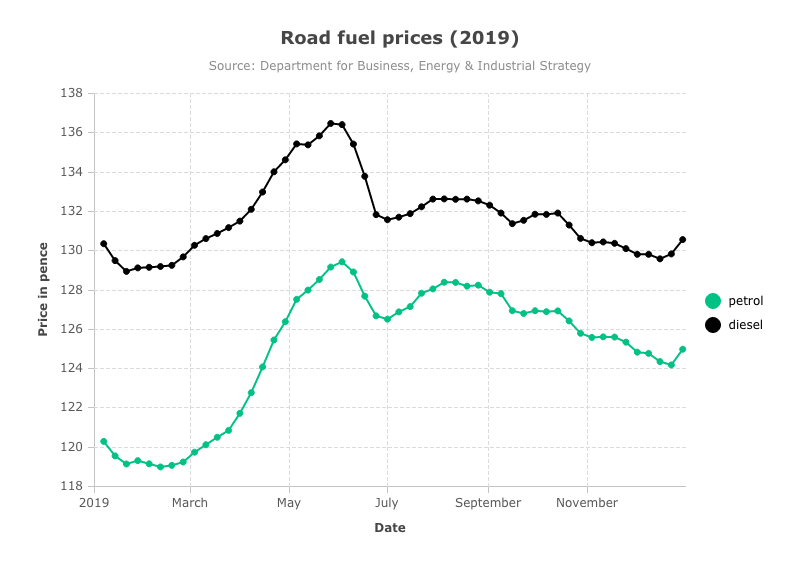 Road fuel prices (2019)
Source: Department for Business, Energy & Industrial Strategy
138
136
134
132
130
128
126
124
122
120
118
Price in pence
petrol
diesel
2019 March May July September November
Date